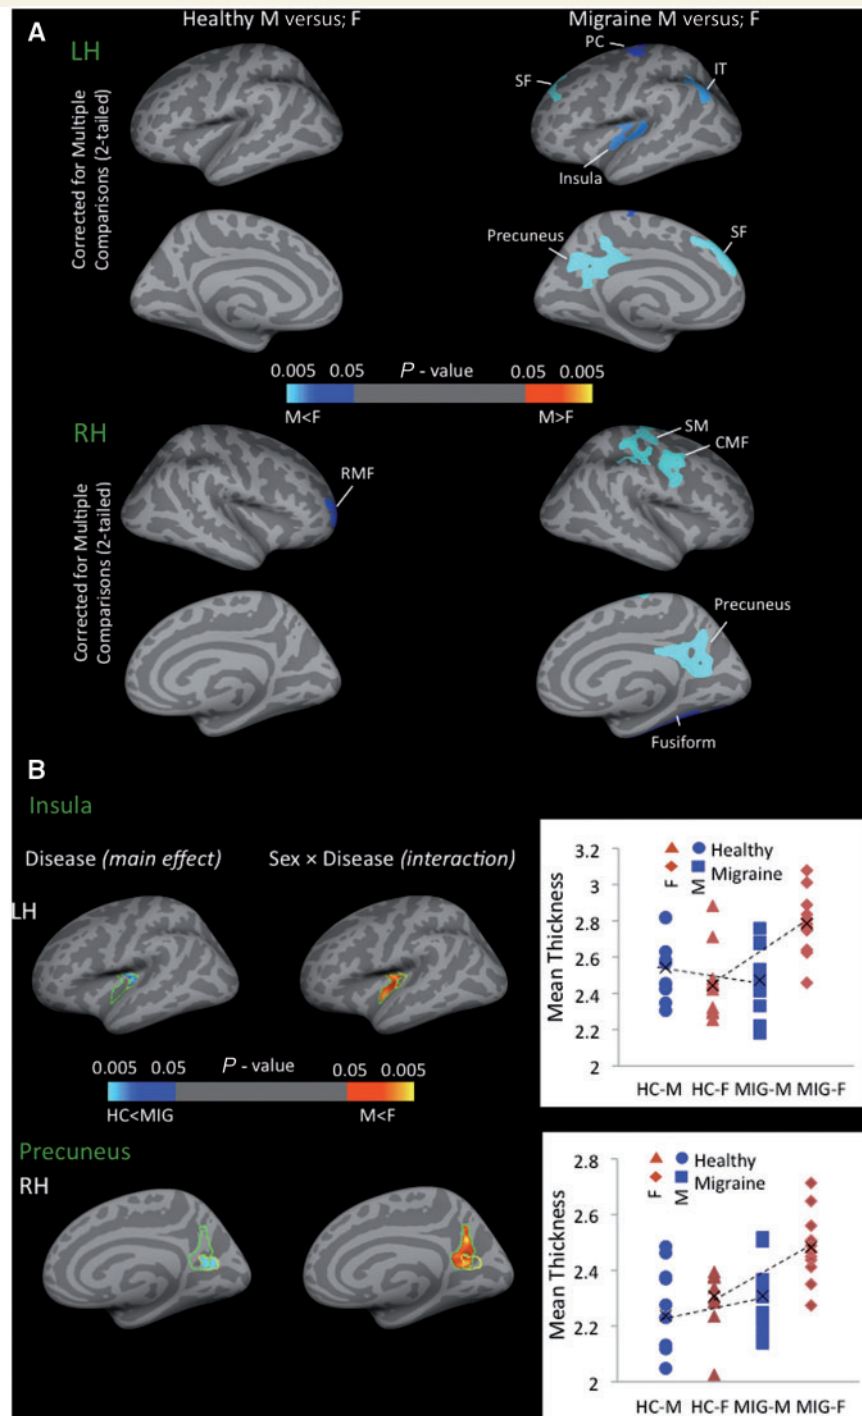 A
Healthy M versus; F
Migraine M versus; F
LH
Corrected for Multiple
Comparisons (2-tailed)
PC
SF
IT
Insula
Precuneus
SF
0.005 0.05 P - value 0.05 0.005
M<F
M>F
RH
Corrected for Multiple
Comparisons (2-tailed)
RMF
SM
CMF
Precuneus
Fusiform
B
Insula
Disease (main effect)
Sex × Disease (interaction)
LH
Mean Thickness
3.2
3
2.8
2.6
2.4
2.2
2
Healthy
Migraine
F
M
HC-M HC-F MIG-M MIG-F
0.005 0.05 P - value 0.05 0.005
HC<MIG
M<F
Precuneus
RH
Mean Thickness
2.8
2.6
2.4
2.2
2
Healthy
Migraine
F
M
HC-M HC-F MIG-M MIG-F